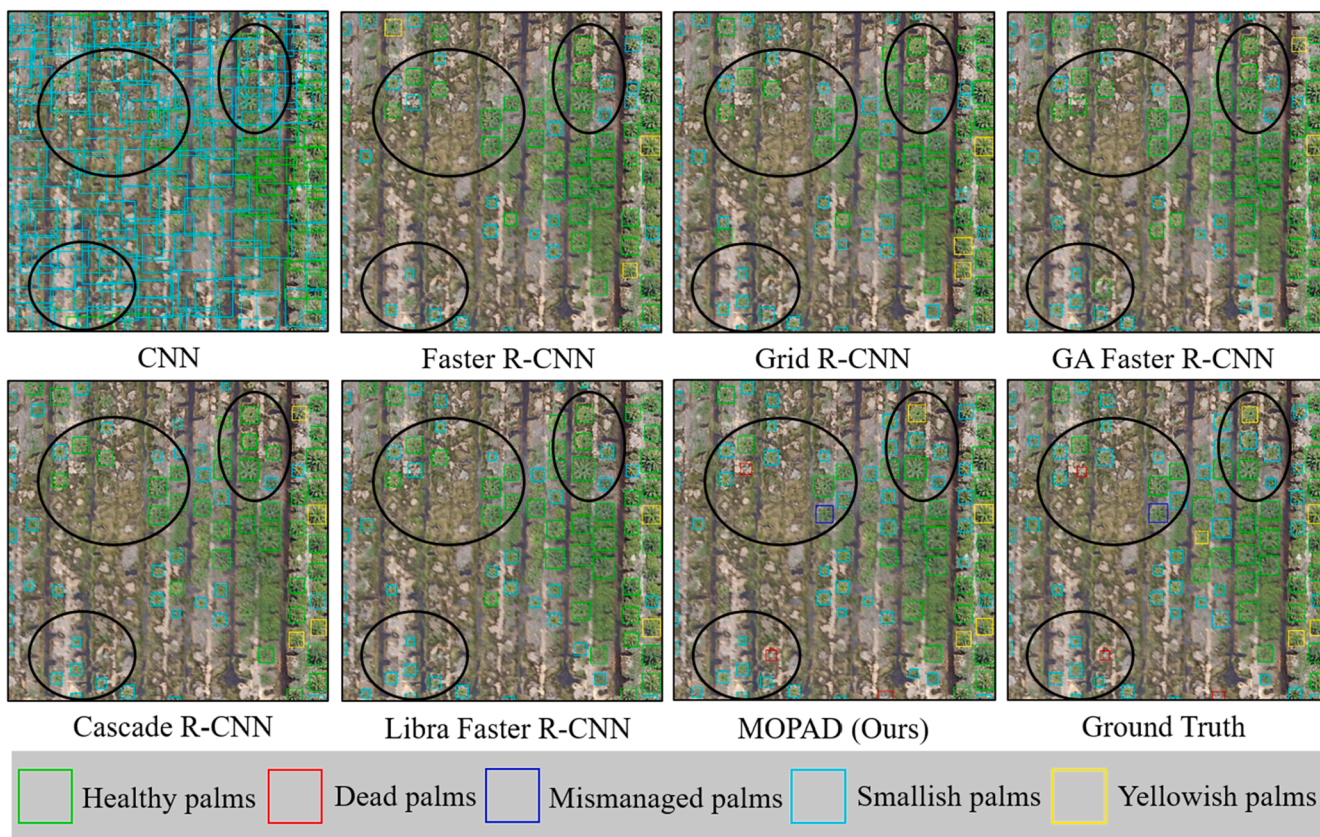 CNN
Faster R-CNN
Grid R-CNN
GA Faster R-CNN
Cascade R-CNN
Libra Faster R-CNN
MOPAD (Ours)
Ground Truth
Healthy palms
Dead palms
Mismanaged palms
Smallish palms
Yellowish palms